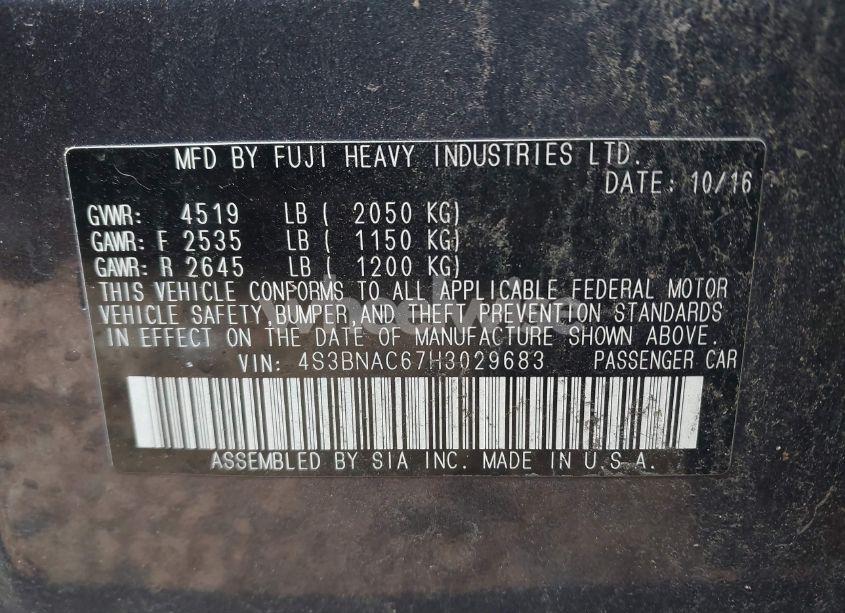 MFD BY FUJI HEAVY INDUSTRIES LTD.
DATE: 10/16
GVWR: 4519 LB ( 2050 KG)
GAWR: F 2535 LB ( 1150 KG)
GAWR: R 2645 LB ( 1200 KG)
THIS VEHICLE CONFORMS TO ALL APPLICABLE FEDERAL MOTOR
VEHICLE SAFETY,BUMPER,AND THEFT PREVENTION STANDARDS
IN EFFECT ON THE DATE OF MANUFACTURE SHOWN ABOVE.
VIN: 4S3BNAC67H3029683 PASSENGER CAR
ASSEMBLED BY SIA INC. MADE IN U.S.A.